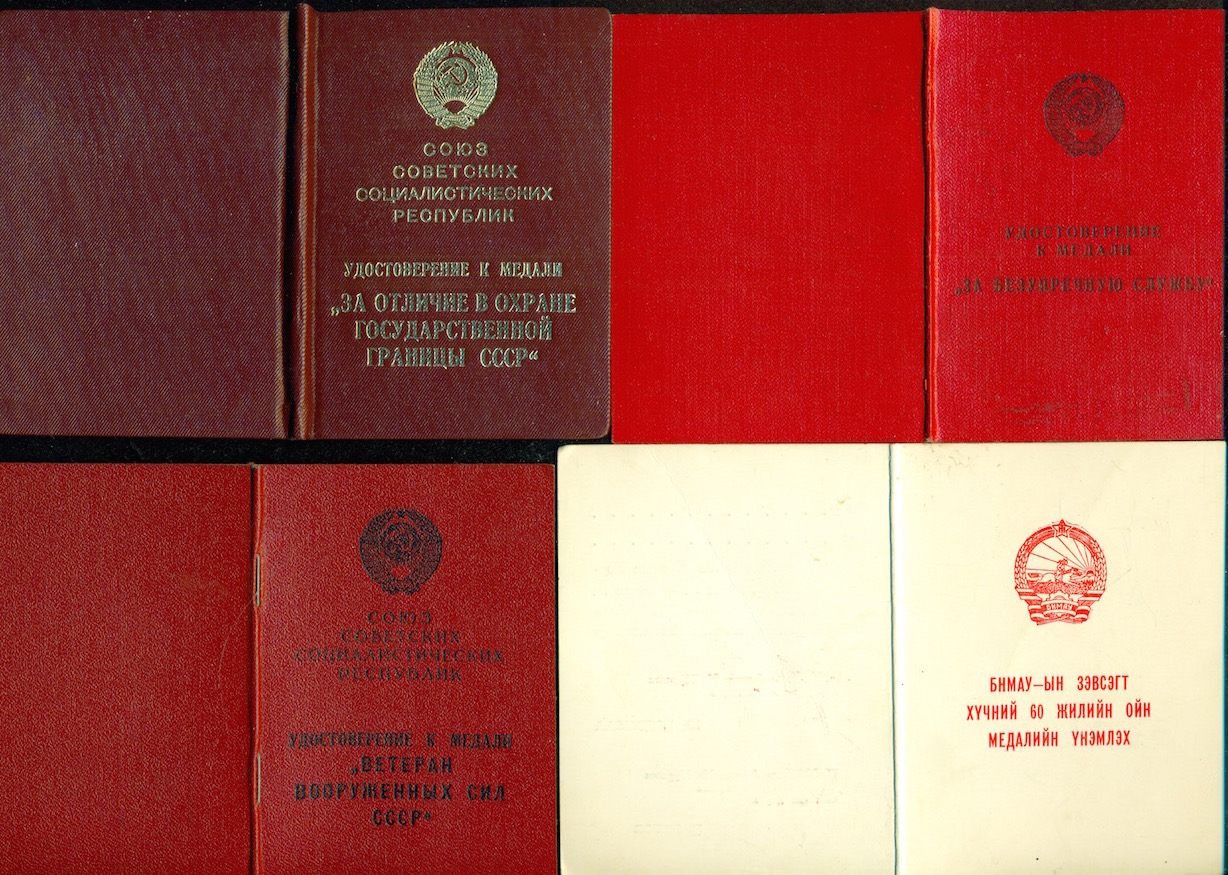 СОЮЗ
СОВЕТСКИХ
СОЦИАЛИСТИЧЕСКИХ
РЕСПУБЛИК
УДОСТОВЕРЕНИЕ К МЕДАЛИ
„ЗА ОТЛИЧИЕ В ОХРАНЕ
ГОСУДАРСТВЕННОЙ
ГРАНИЦЫ СССР“
УДОСТОВЕРЕНИЕ
К МЕДАЛИ
„ЗА БЕЗУПРЕЧНУЮ СЛУЖБУ“
СОЮЗ
СОВЕТСКИХ
СОЦИАЛИСТИЧЕСКИХ
РЕСПУБЛИК
УДОСТОВЕРЕНИЕ К МЕДАЛИ
„ВЕТЕРАН
ВООРУЖЕННЫХ СИЛ
СССР“
БНМАУ
БНМАУ—ЫН ЗЭВСЭГТ
ХҮЧНИЙ 60 ЖИЛИЙН ОЙН
МЕДАЛИЙН ҮНЭМЛЭХ